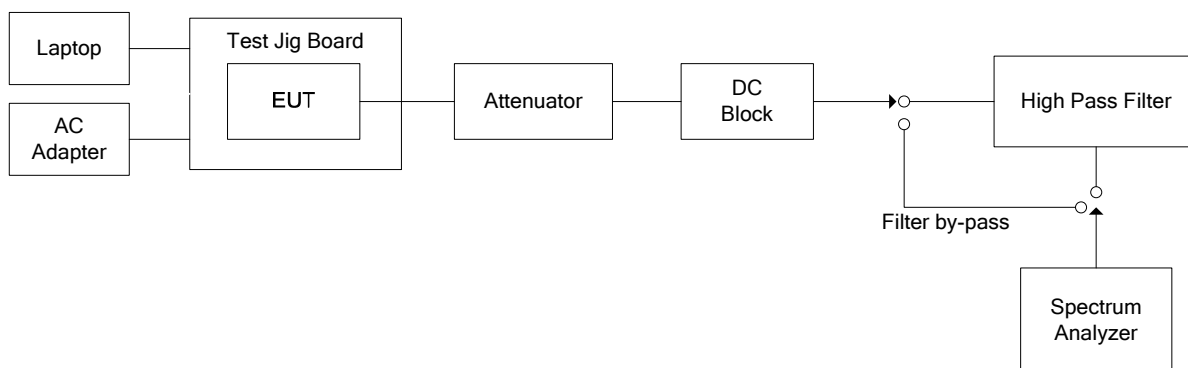 Laptop
Test Jig Board
EUT
AC
Adapter
Attenuator
DC
Block
High Pass Filter
Filter by-pass
Spectrum
Analyzer